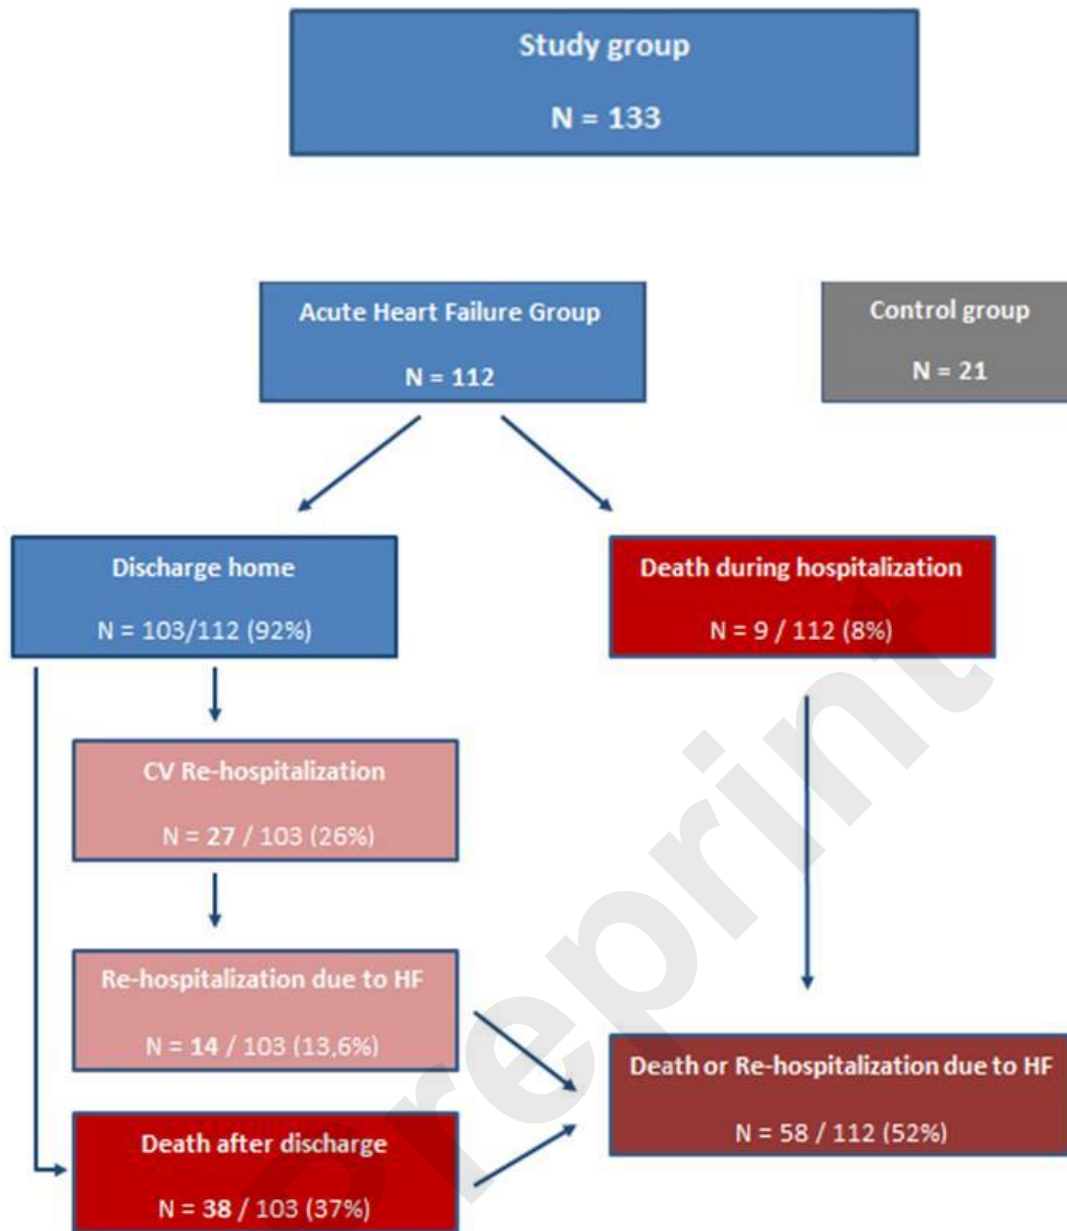 Study group
N = 133
Acute Heart Failure Group
N = 112
Control group
N = 21
Discharge home
N = 103/112 (92%)
Death during hospitalization
N = 9 / 112 (8%)
CV Re-hospitalization
N = 27 / 103 (26%)
Re-hospitalization due to HF
N = 14 / 103 (13,6%)
Death or Re-hospitalization due to HF
N = 58 / 112 (52%)
Death after discharge
N = 38 / 103 (37%)
Preprint